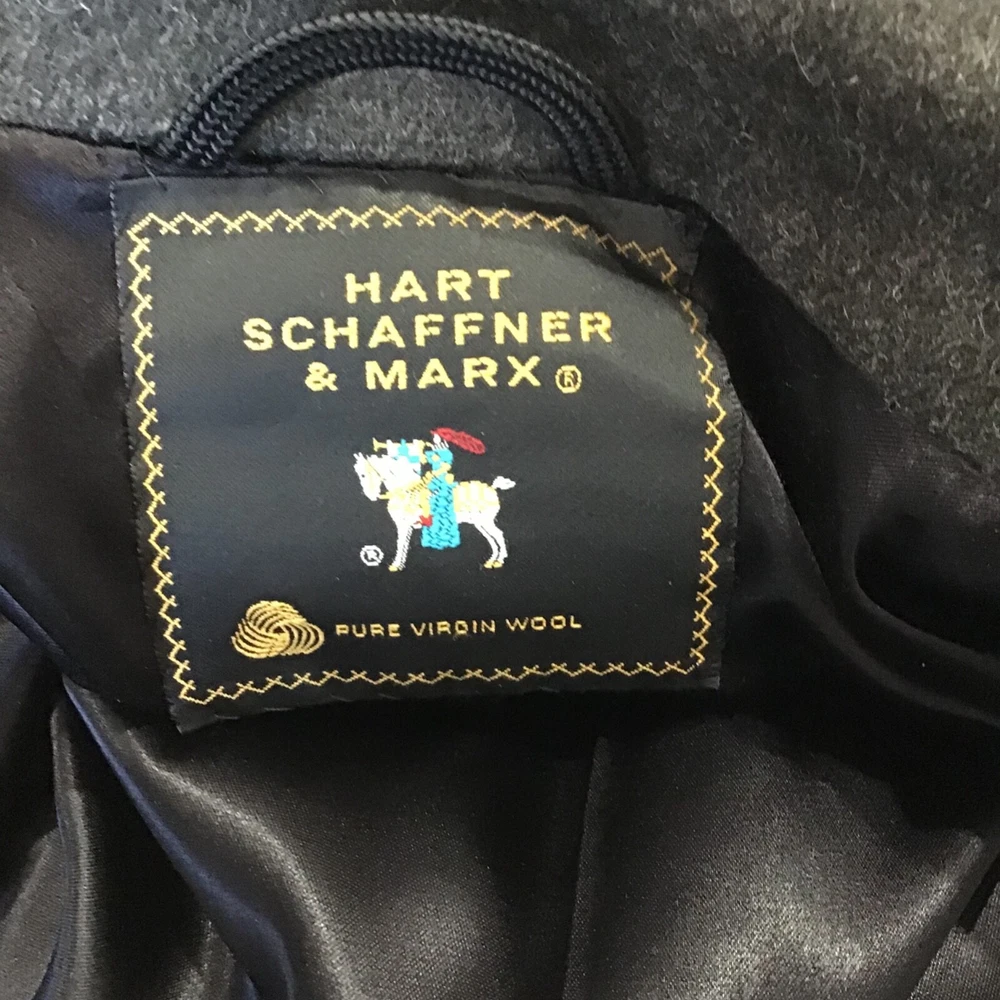 HART
SCHAFFNER
& MARX ®
®
PURE VIRGIN WOOL